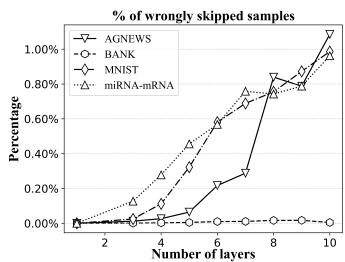 % of wrongly skipped samples
AGNEWS
BANK
MNIST
miRNA-mRNA
1.00%
0.80%
0.60%
0.40%
0.20%
0.00%
Percentage
2 4 6 8 10
Number of layers